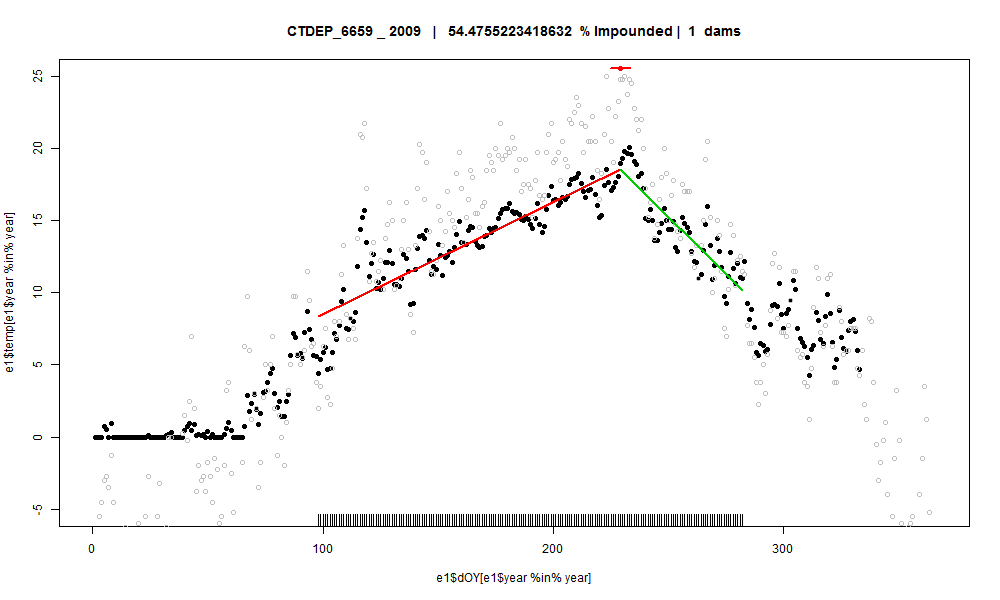 CTDEP_6659 _ 2009 | 54.4755223418632 % Impounded | 1 dams
25
20
15
10
5
0
-5
e1$temp[e1$year %in% year]
0 100 200 300
e1$dOY[e1$year %in% year]